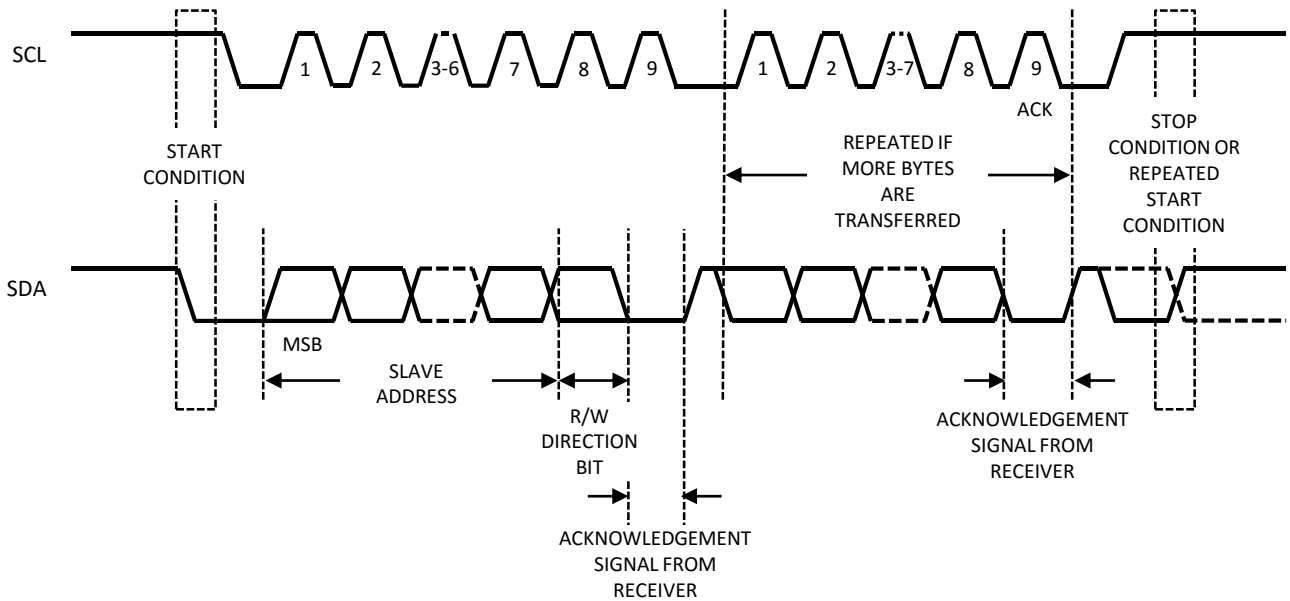 SCL
1
2
3-6
7
8
9
1
2
3-7
8
9
ACK
START
CONDITION
REPEATED IF
MORE BYTES
ARE
TRANSFERRED
STOP
CONDITION OR
REPEATED
START
CONDITION
SDA
MSB
SLAVE
ADDRESS
R/W
DIRECTION
BIT
ACKNOWLEDGEMENT
SIGNAL FROM
RECEIVER
ACKNOWLEDGEMENT
SIGNAL FROM
RECEIVER